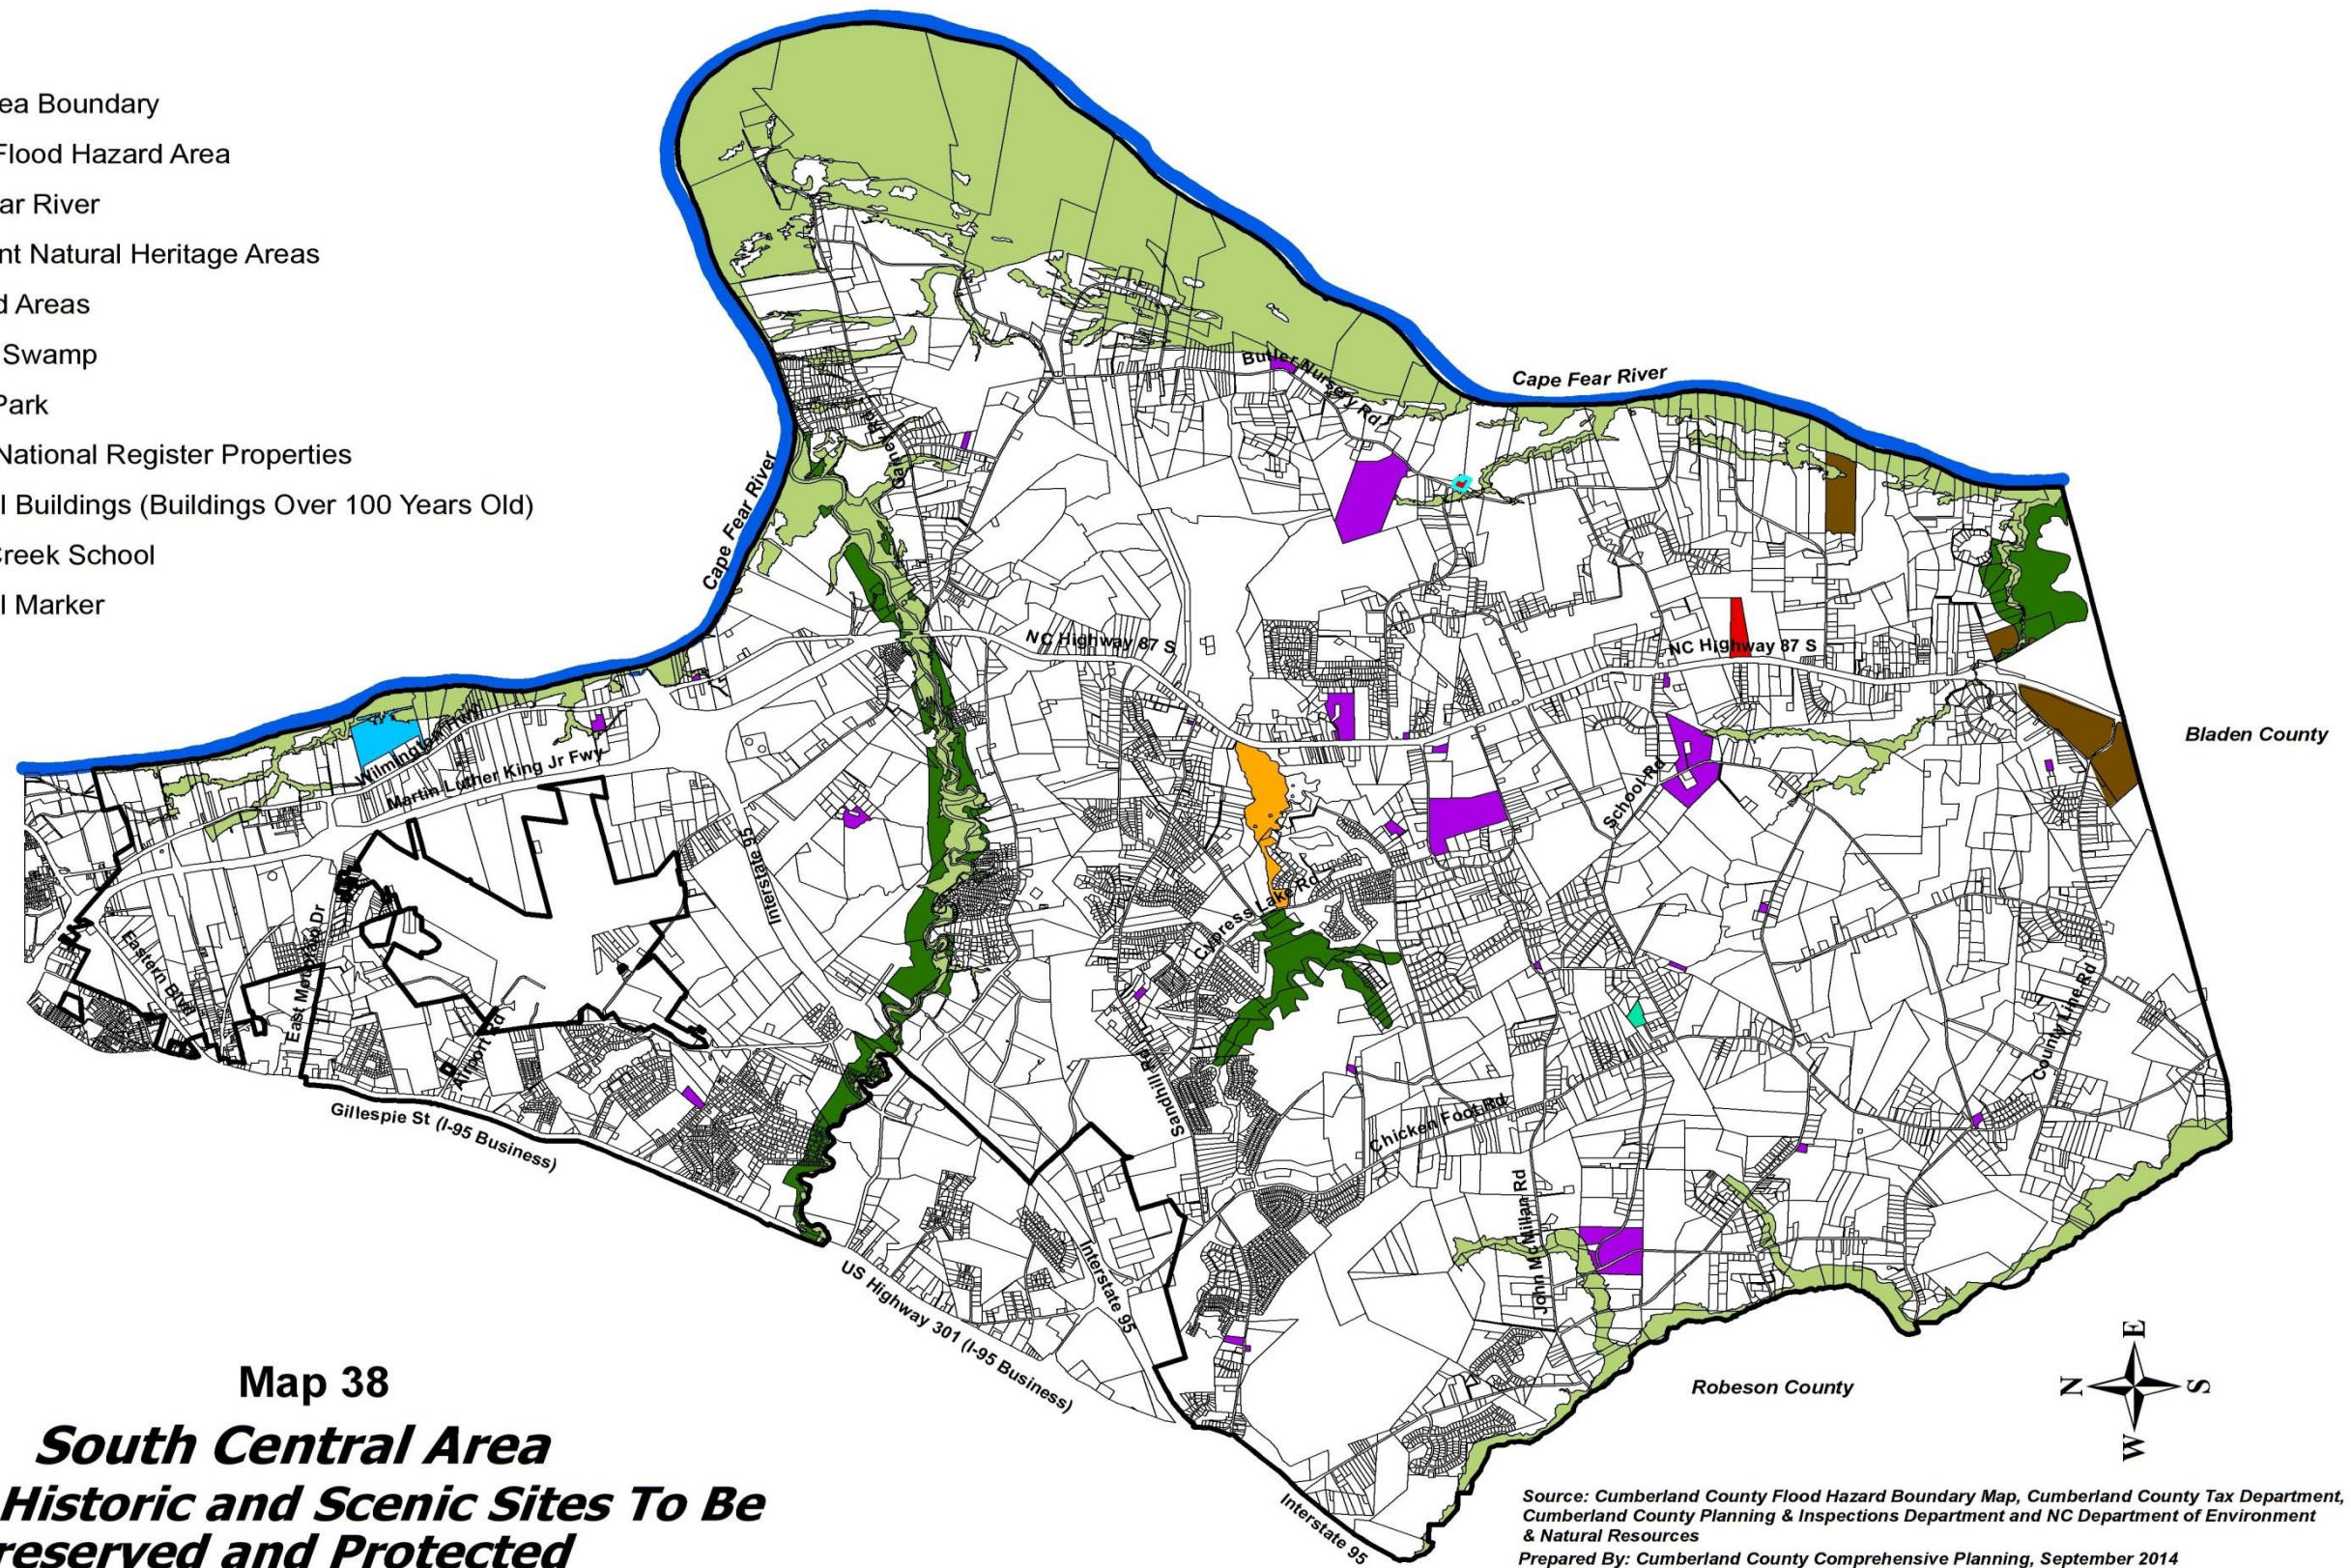 ea Boundary
Flood Hazard Area
ar River
nt Natural Heritage Areas
d Areas
Swamp
Park
National Register Properties
l Buildings (Buildings Over 100 Years Old)
Creek School
l Marker
Butler Nursery Rd
Cape Fear River
Gainey Rd
Cape Fear River
NC Highway 87 S
NC Highway 87 S
Bladen County
Wilmington Hwy
Martin Luther King Jr Fwy
School Rd
Interstate 95
Cypress Lake Rd
Eastern Blvd
East Mountain Dr
Airport Rd
County Line Rd
Sandhill Rd
Gillespie St (I-95 Business)
Chicken Foot Rd
John McMillan Rd
Interstate 95
US Highway 301 (I-95 Business)
Robeson County
E
N
S
W
Map 38
South Central Area
Historic and Scenic Sites To Be
reserved and Protected
Interstate 95
Source: Cumberland County Flood Hazard Boundary Map, Cumberland County Tax Department,
Cumberland County Planning & Inspections Department and NC Department of Environment
& Natural Resources
Prepared By: Cumberland County Comprehensive Planning, September 2014